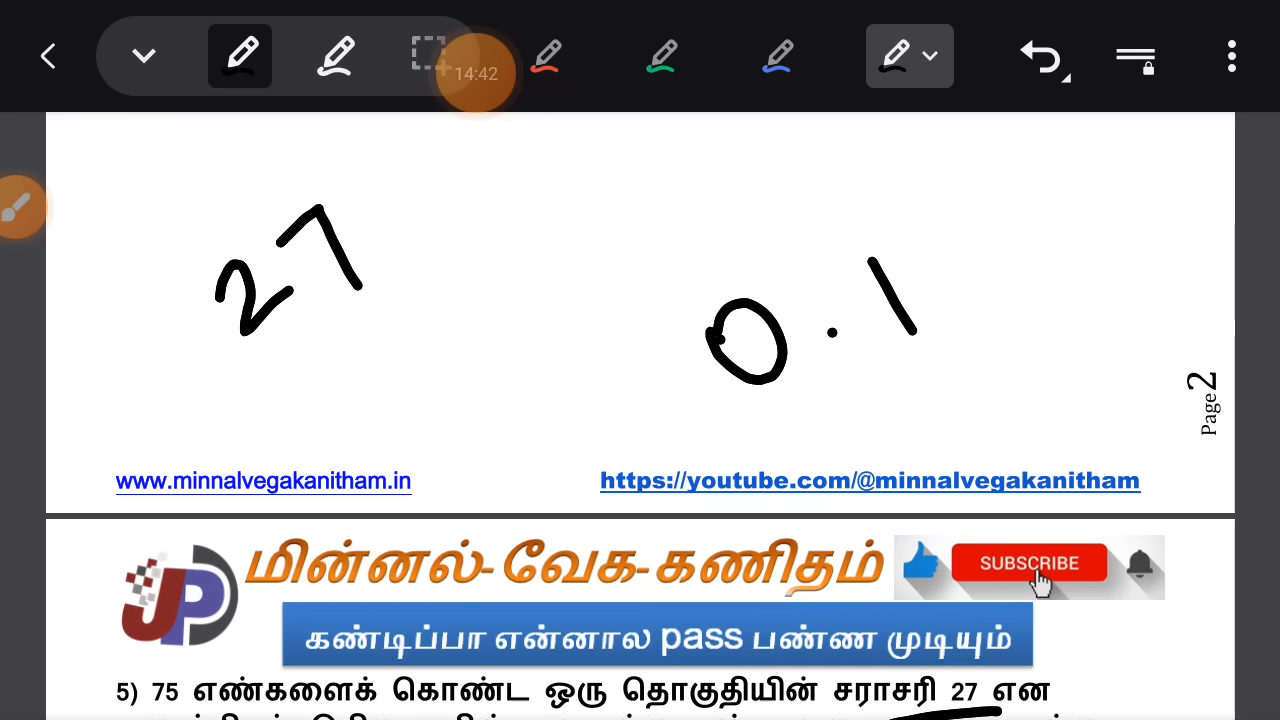 14:42
27
0.1
Page 2
www.minnalvegakanitham.in https://youtube.com/@minnalvegakanitham
மின்னல்-வேக-கணிதம் SUBSCRIBE
JP
கண்டிப்பா என்னால pass பண்ண முடியும்
5) 75 எண்களைக் கொண்ட ஒரு தொகுதியின் சராசரி 27 என